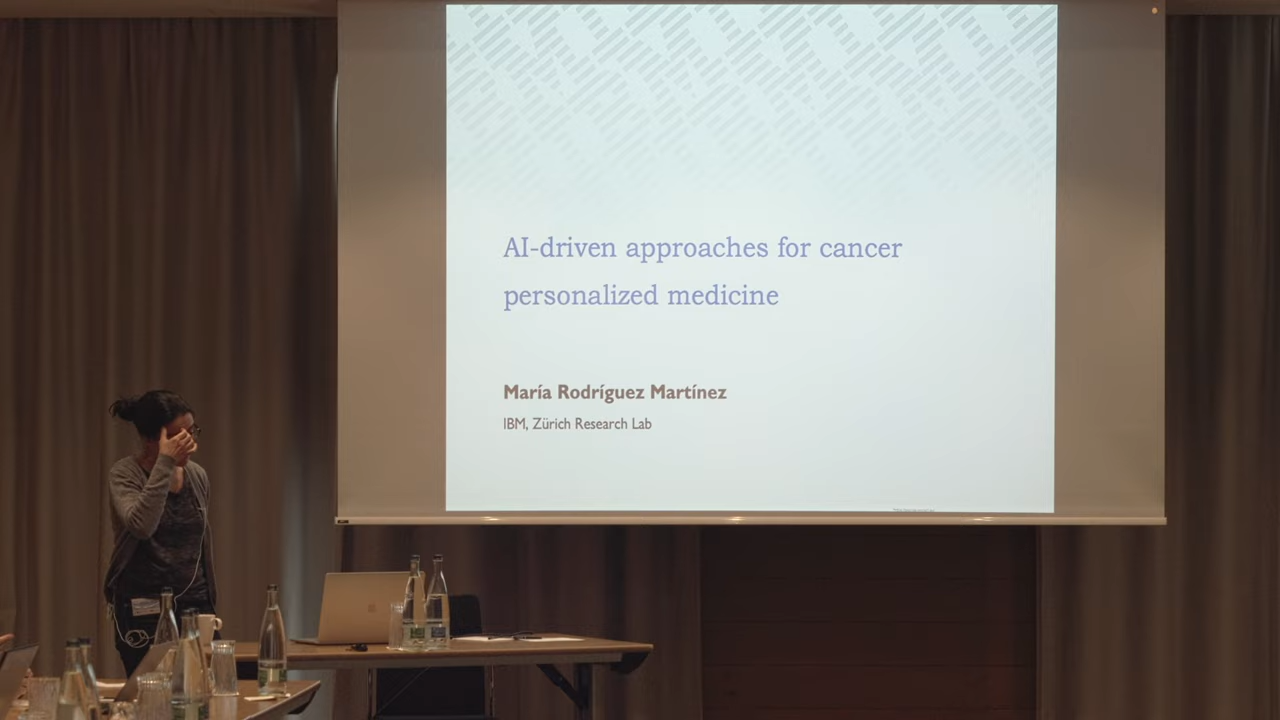 AI-driven approaches for cancer
personalized medicine
María Rodríguez Martínez
IBM, Zürich Research Lab